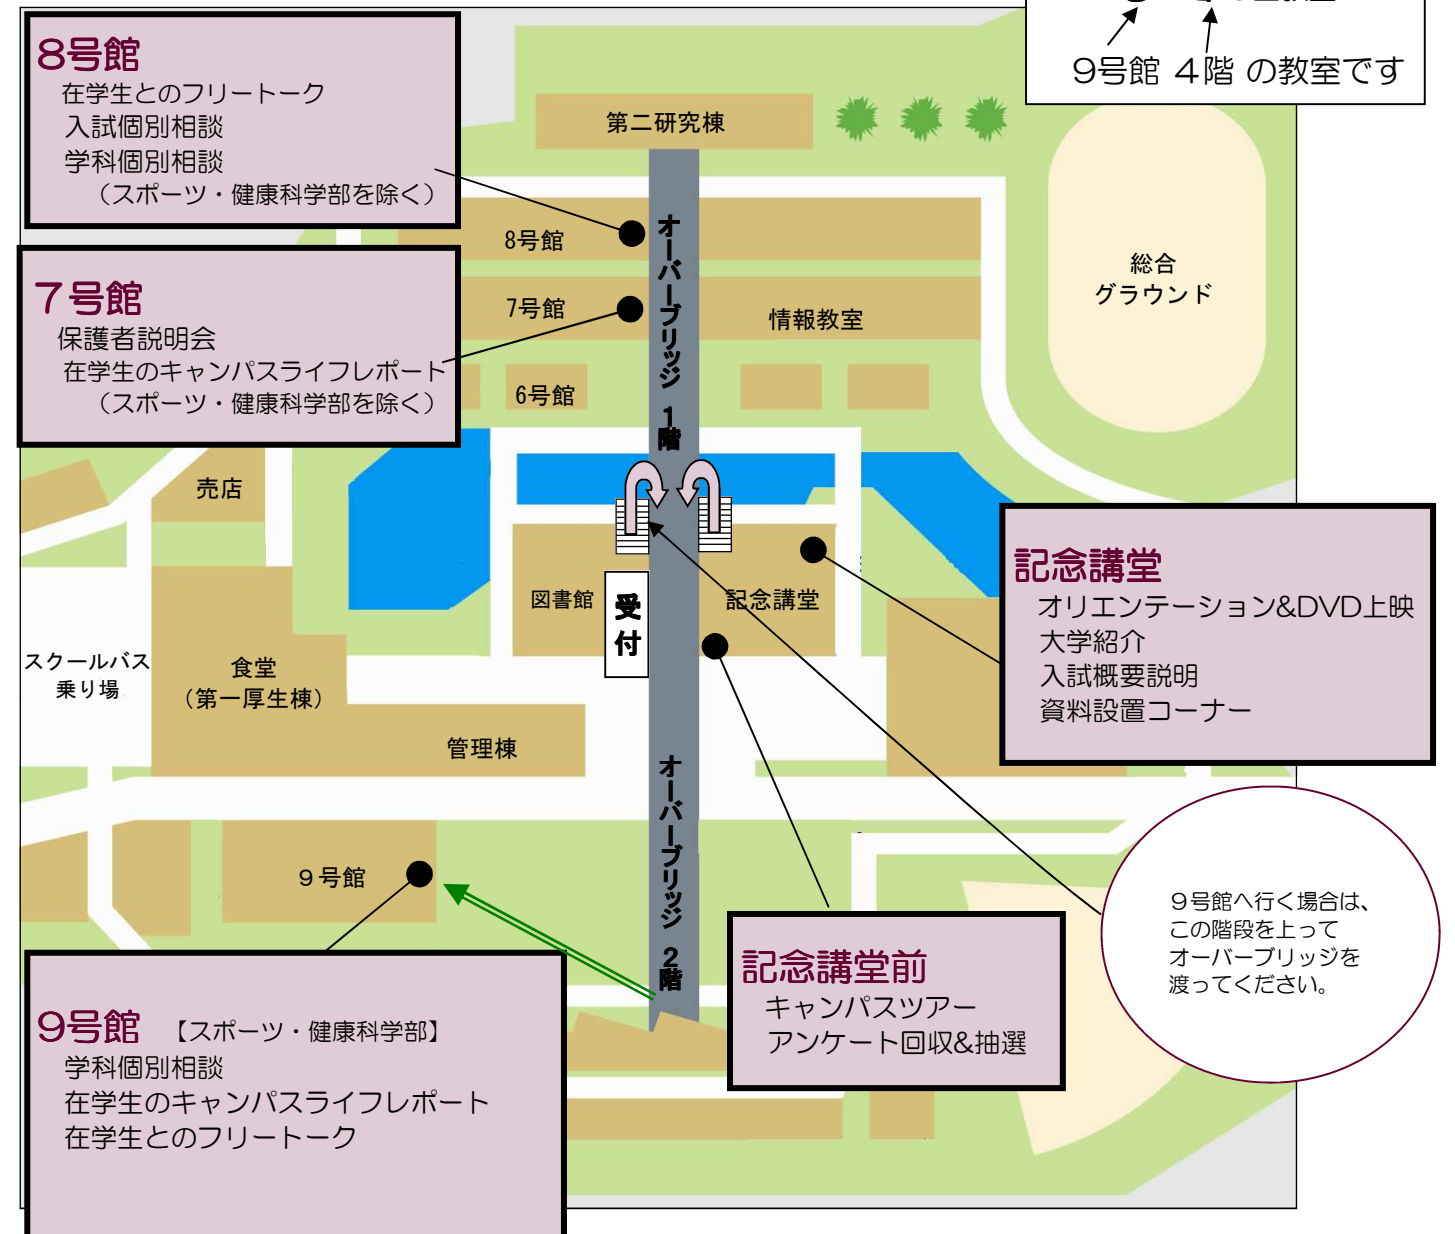 9号館 4階 の教室です
8号館
在学生とのフリートーク
入試個別相談
学科個別相談
（スポーツ・健康科学部を除く）
第二研究棟
8号館
オーバーブリッジ 1階
総合
グラウンド
7号館
保護者説明会
在学生のキャンパスライフレポート
（スポーツ・健康科学部を除く）
7号館
情報教室
6号館
売店
図書館
受付
記念講堂
記念講堂
オリエンテーション&DVD上映
大学紹介
入試概要説明
資料設置コーナー
スクールバス
乗り場
食堂
（第一厚生棟）
管理棟
オーバーブリッジ 2階
９号館
９号館へ行く場合は、
この階段を上って
オーバーブリッジを
渡ってください。
記念講堂前
キャンパスツアー
アンケート回収&抽選
9号館 【スポーツ・健康科学部】
学科個別相談
在学生のキャンパスライフレポート
在学生とのフリートーク